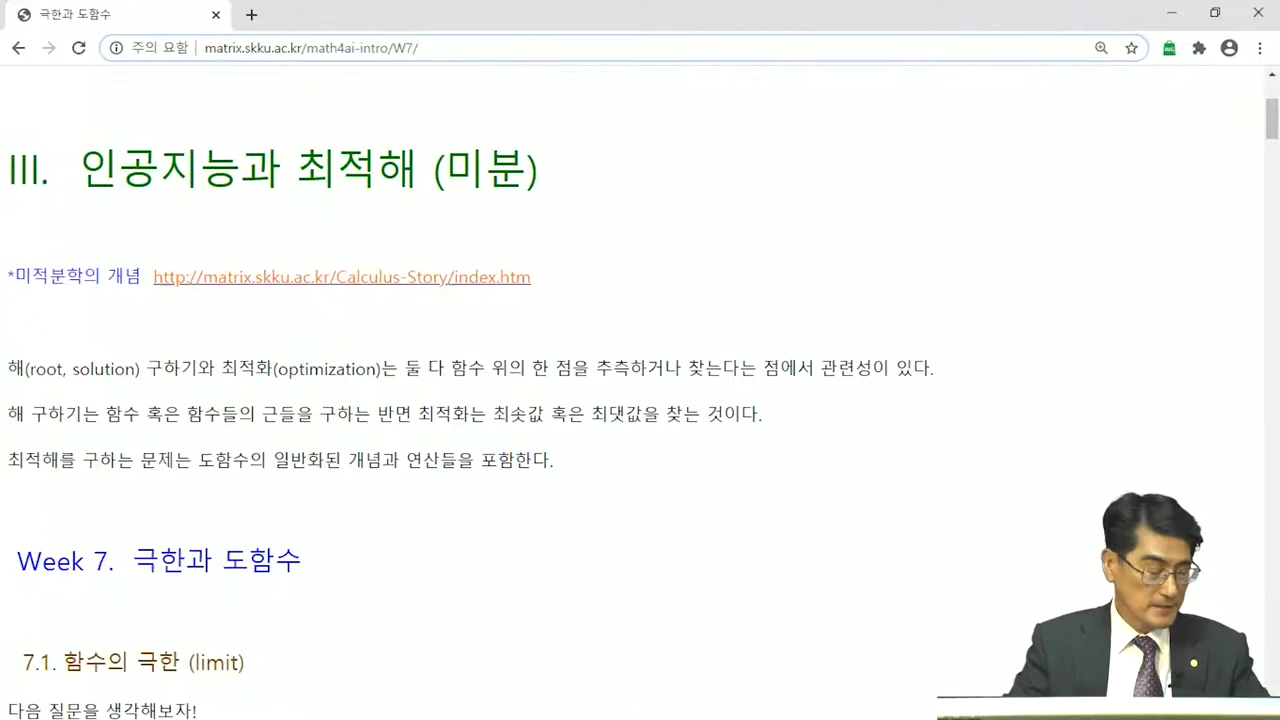 극한과 도함수
주의 요함 | matrix.skku.ac.kr/math4ai-intro/W7/
III. 인공지능과 최적해 (미분)
*미적분학의 개념 http://matrix.skku.ac.kr/Calculus-Story/index.htm
해(root, solution) 구하기와 최적화(optimization)는 둘 다 함수 위의 한 점을 추측하거나 찾는다는 점에서 관련성이 있다.
해 구하기는 함수 혹은 함수들의 근들을 구하는 반면 최적화는 최솟값 혹은 최댓값을 찾는 것이다.
최적해를 구하는 문제는 도함수의 일반화된 개념과 연산들을 포함한다.
Week 7. 극한과 도함수
7.1. 함수의 극한 (limit)
다음 질문을 생각해보자!